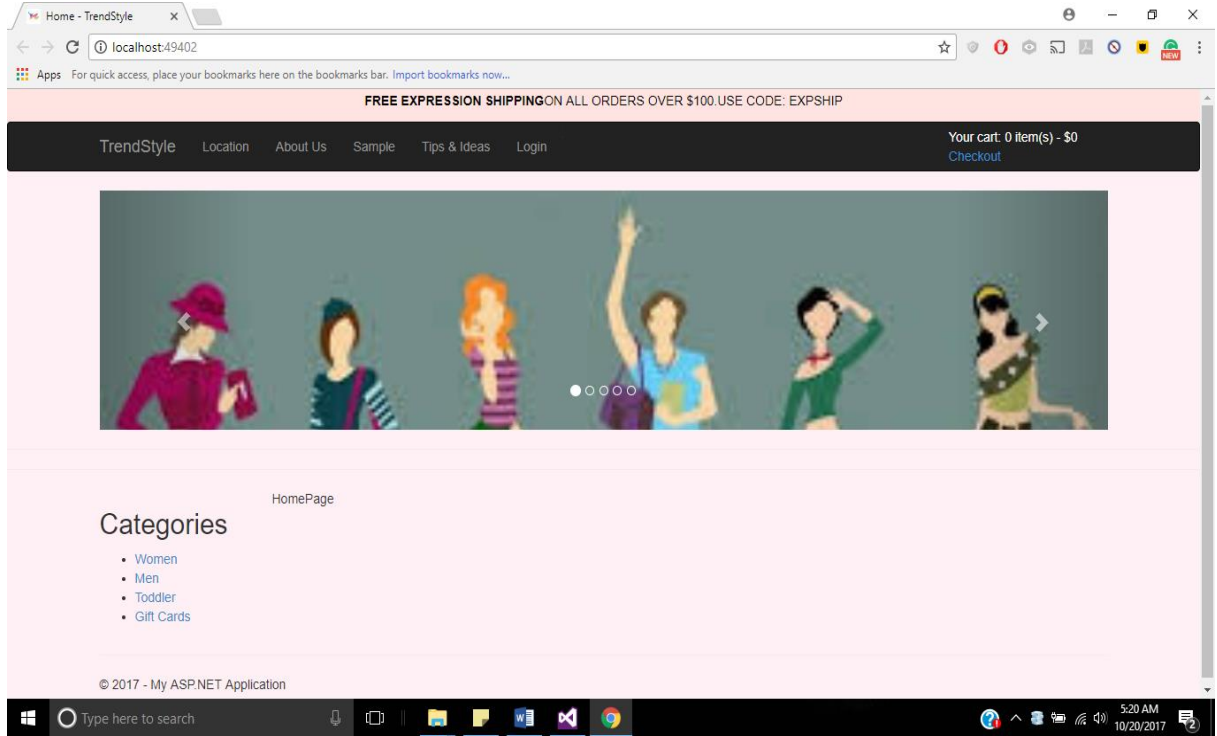 Home - TrendStyle
localhost:49402
NEW
Apps For quick access, place your bookmarks here on the bookmarks bar. Import bookmarks now...
FREE EXPRESSION SHIPPINGON ALL ORDERS OVER $100.USE CODE: EXPSHIP
TrendStyle Location About Us Sample Tips & Ideas Login
Your cart: 0 item(s) - $0
Checkout
HomePage
Categories
Women
Men
Toddler
Gift Cards
© 2017 - My ASP.NET Application
Type here to search
5:20 AM
10/20/2017
2